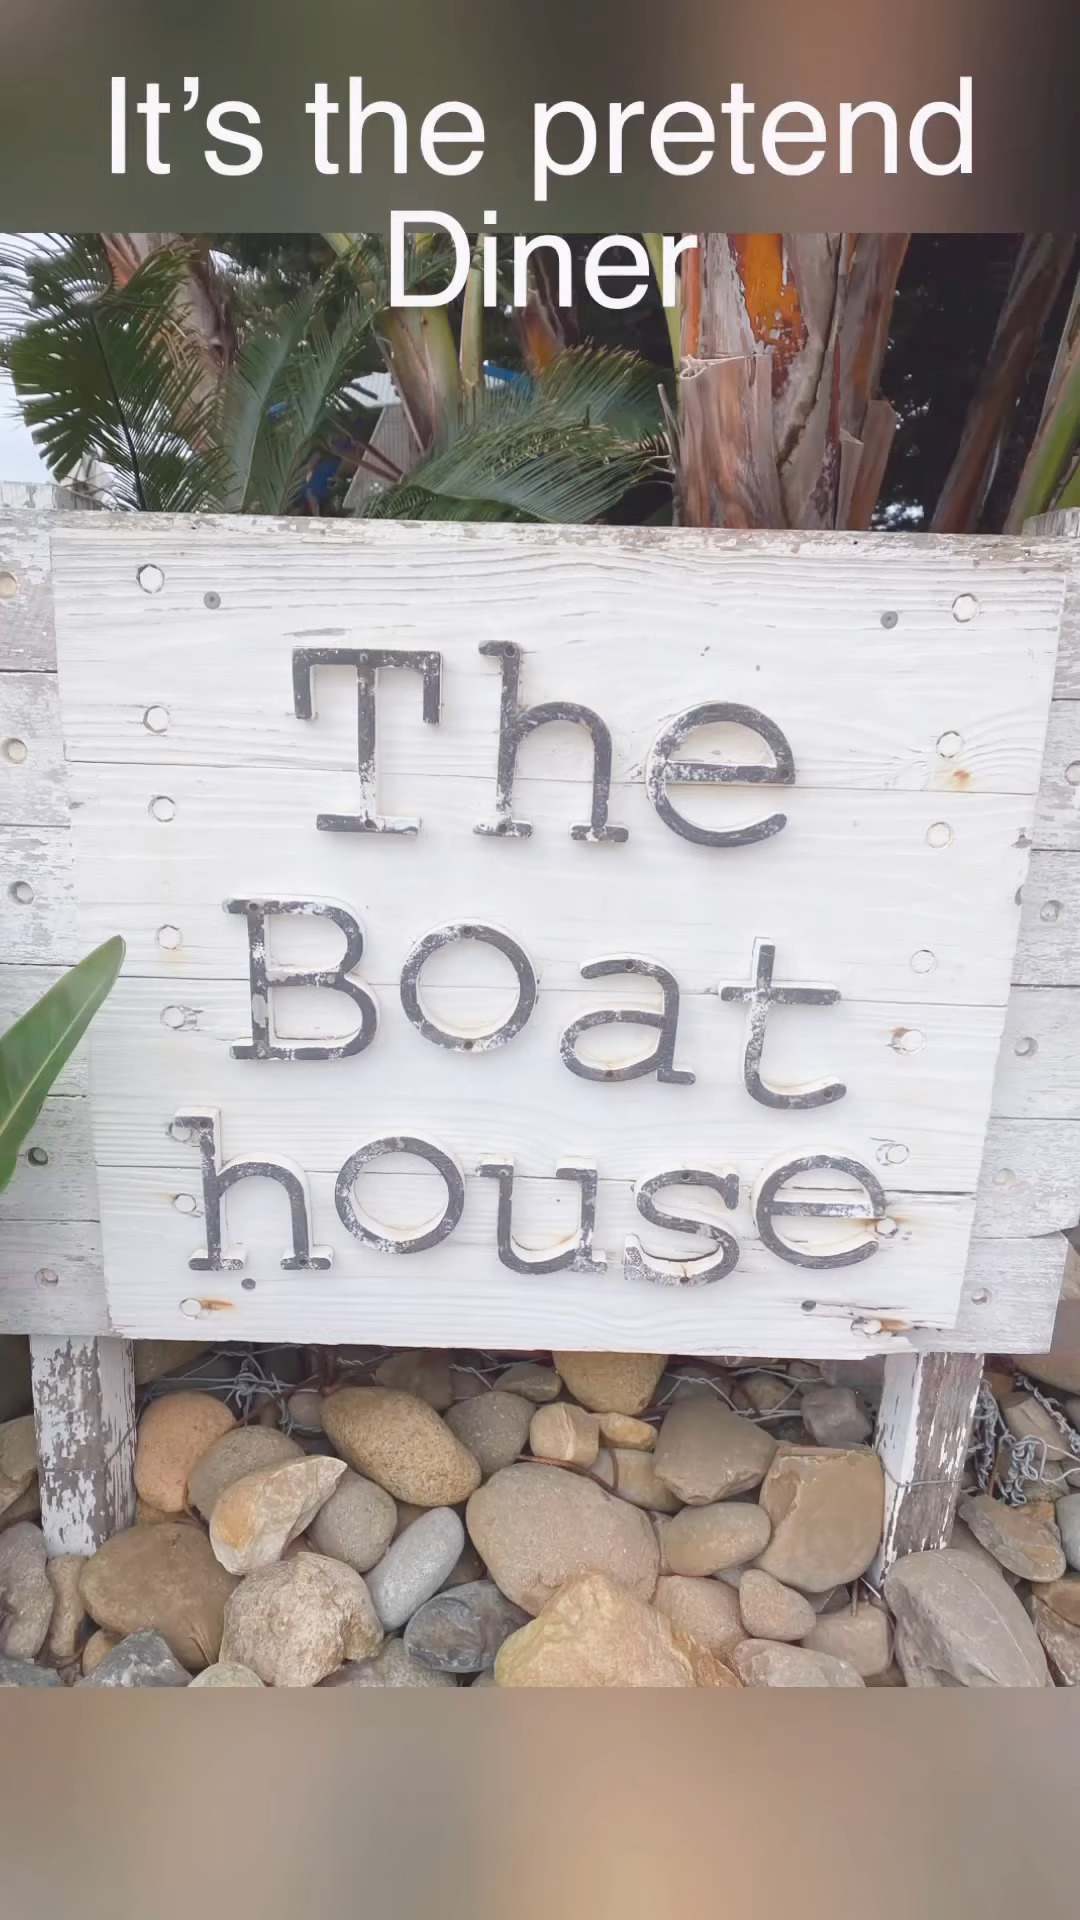 It’s the pretend
Diner
The
Boat
house